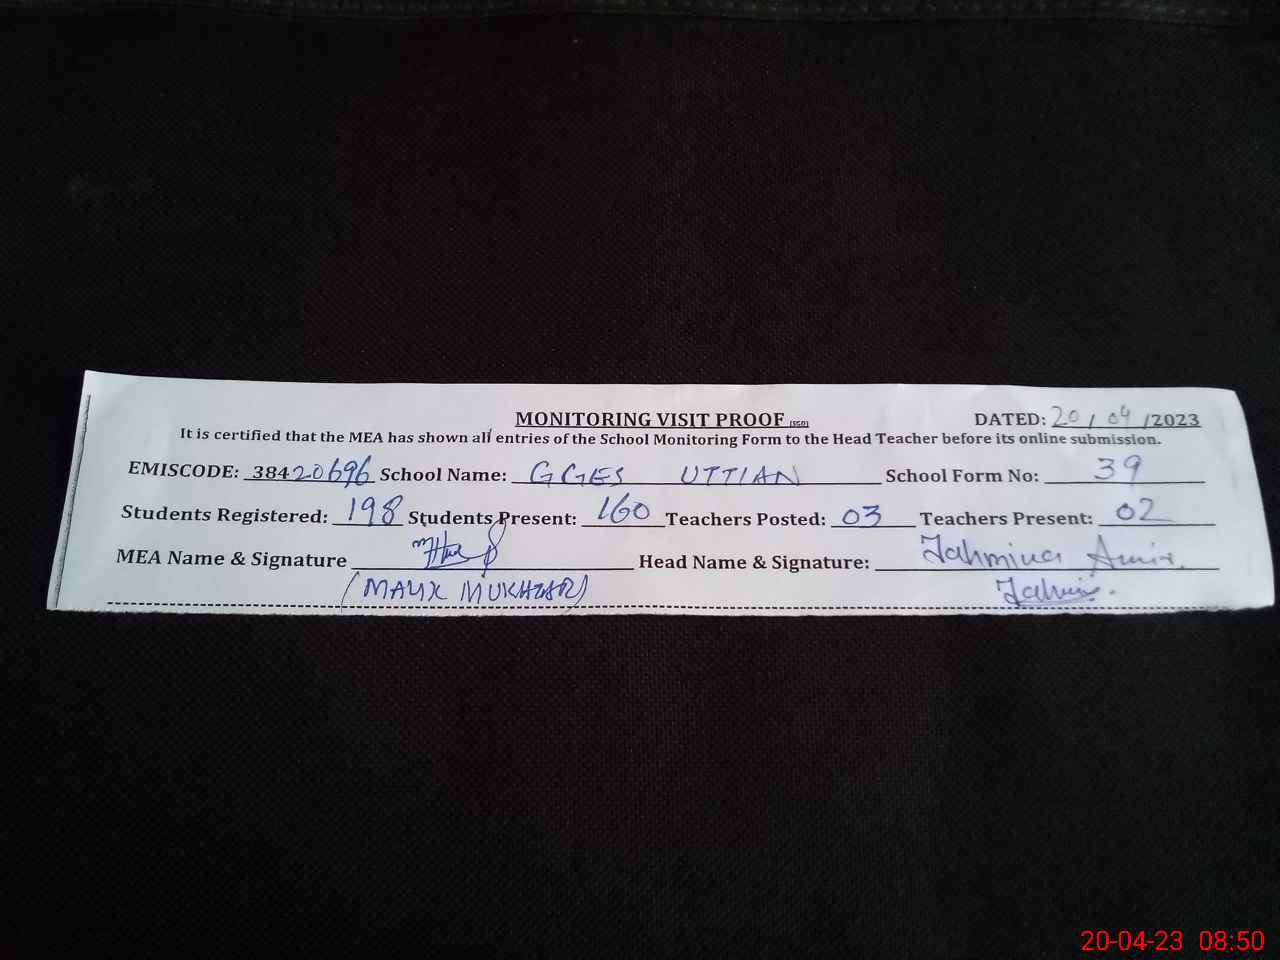 MONITORING VISIT PROOF (SGD) DATED: 20/04/2023
It is certified that the MEA has shown all entries of the School Monitoring Form to the Head Teacher before its online submission.
EMISCODE: 38420696 School Name: GGES UTTIAN School Form No: 39
Students Registered: 198 Students Present: 160 Teachers Posted: 03 Teachers Present: 02
MEA Name & Signature Head Name & Signature: Tahmina Amir.
(MALIK MUKHTAR)
20-04-23 08:50